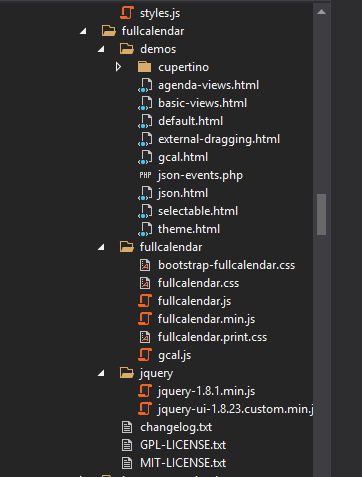 styles.js
fullcalendar
demos
cupertino
agenda-views.html
basic-views.html
default.html
external-dragging.html
gcal.html
PHP json-events.php
json.html
selectable.html
theme.html
fullcalendar
bootstrap-fullcalendar.css
fullcalendar.css
fullcalendar.js
fullcalendar.min.js
fullcalendar.print.css
gcal.js
jquery
jquery-1.8.1.min.js
jquery-ui-1.8.23.custom.min.j
changelog.txt
GPL-LICENSE.txt
MIT-LICENSE.txt